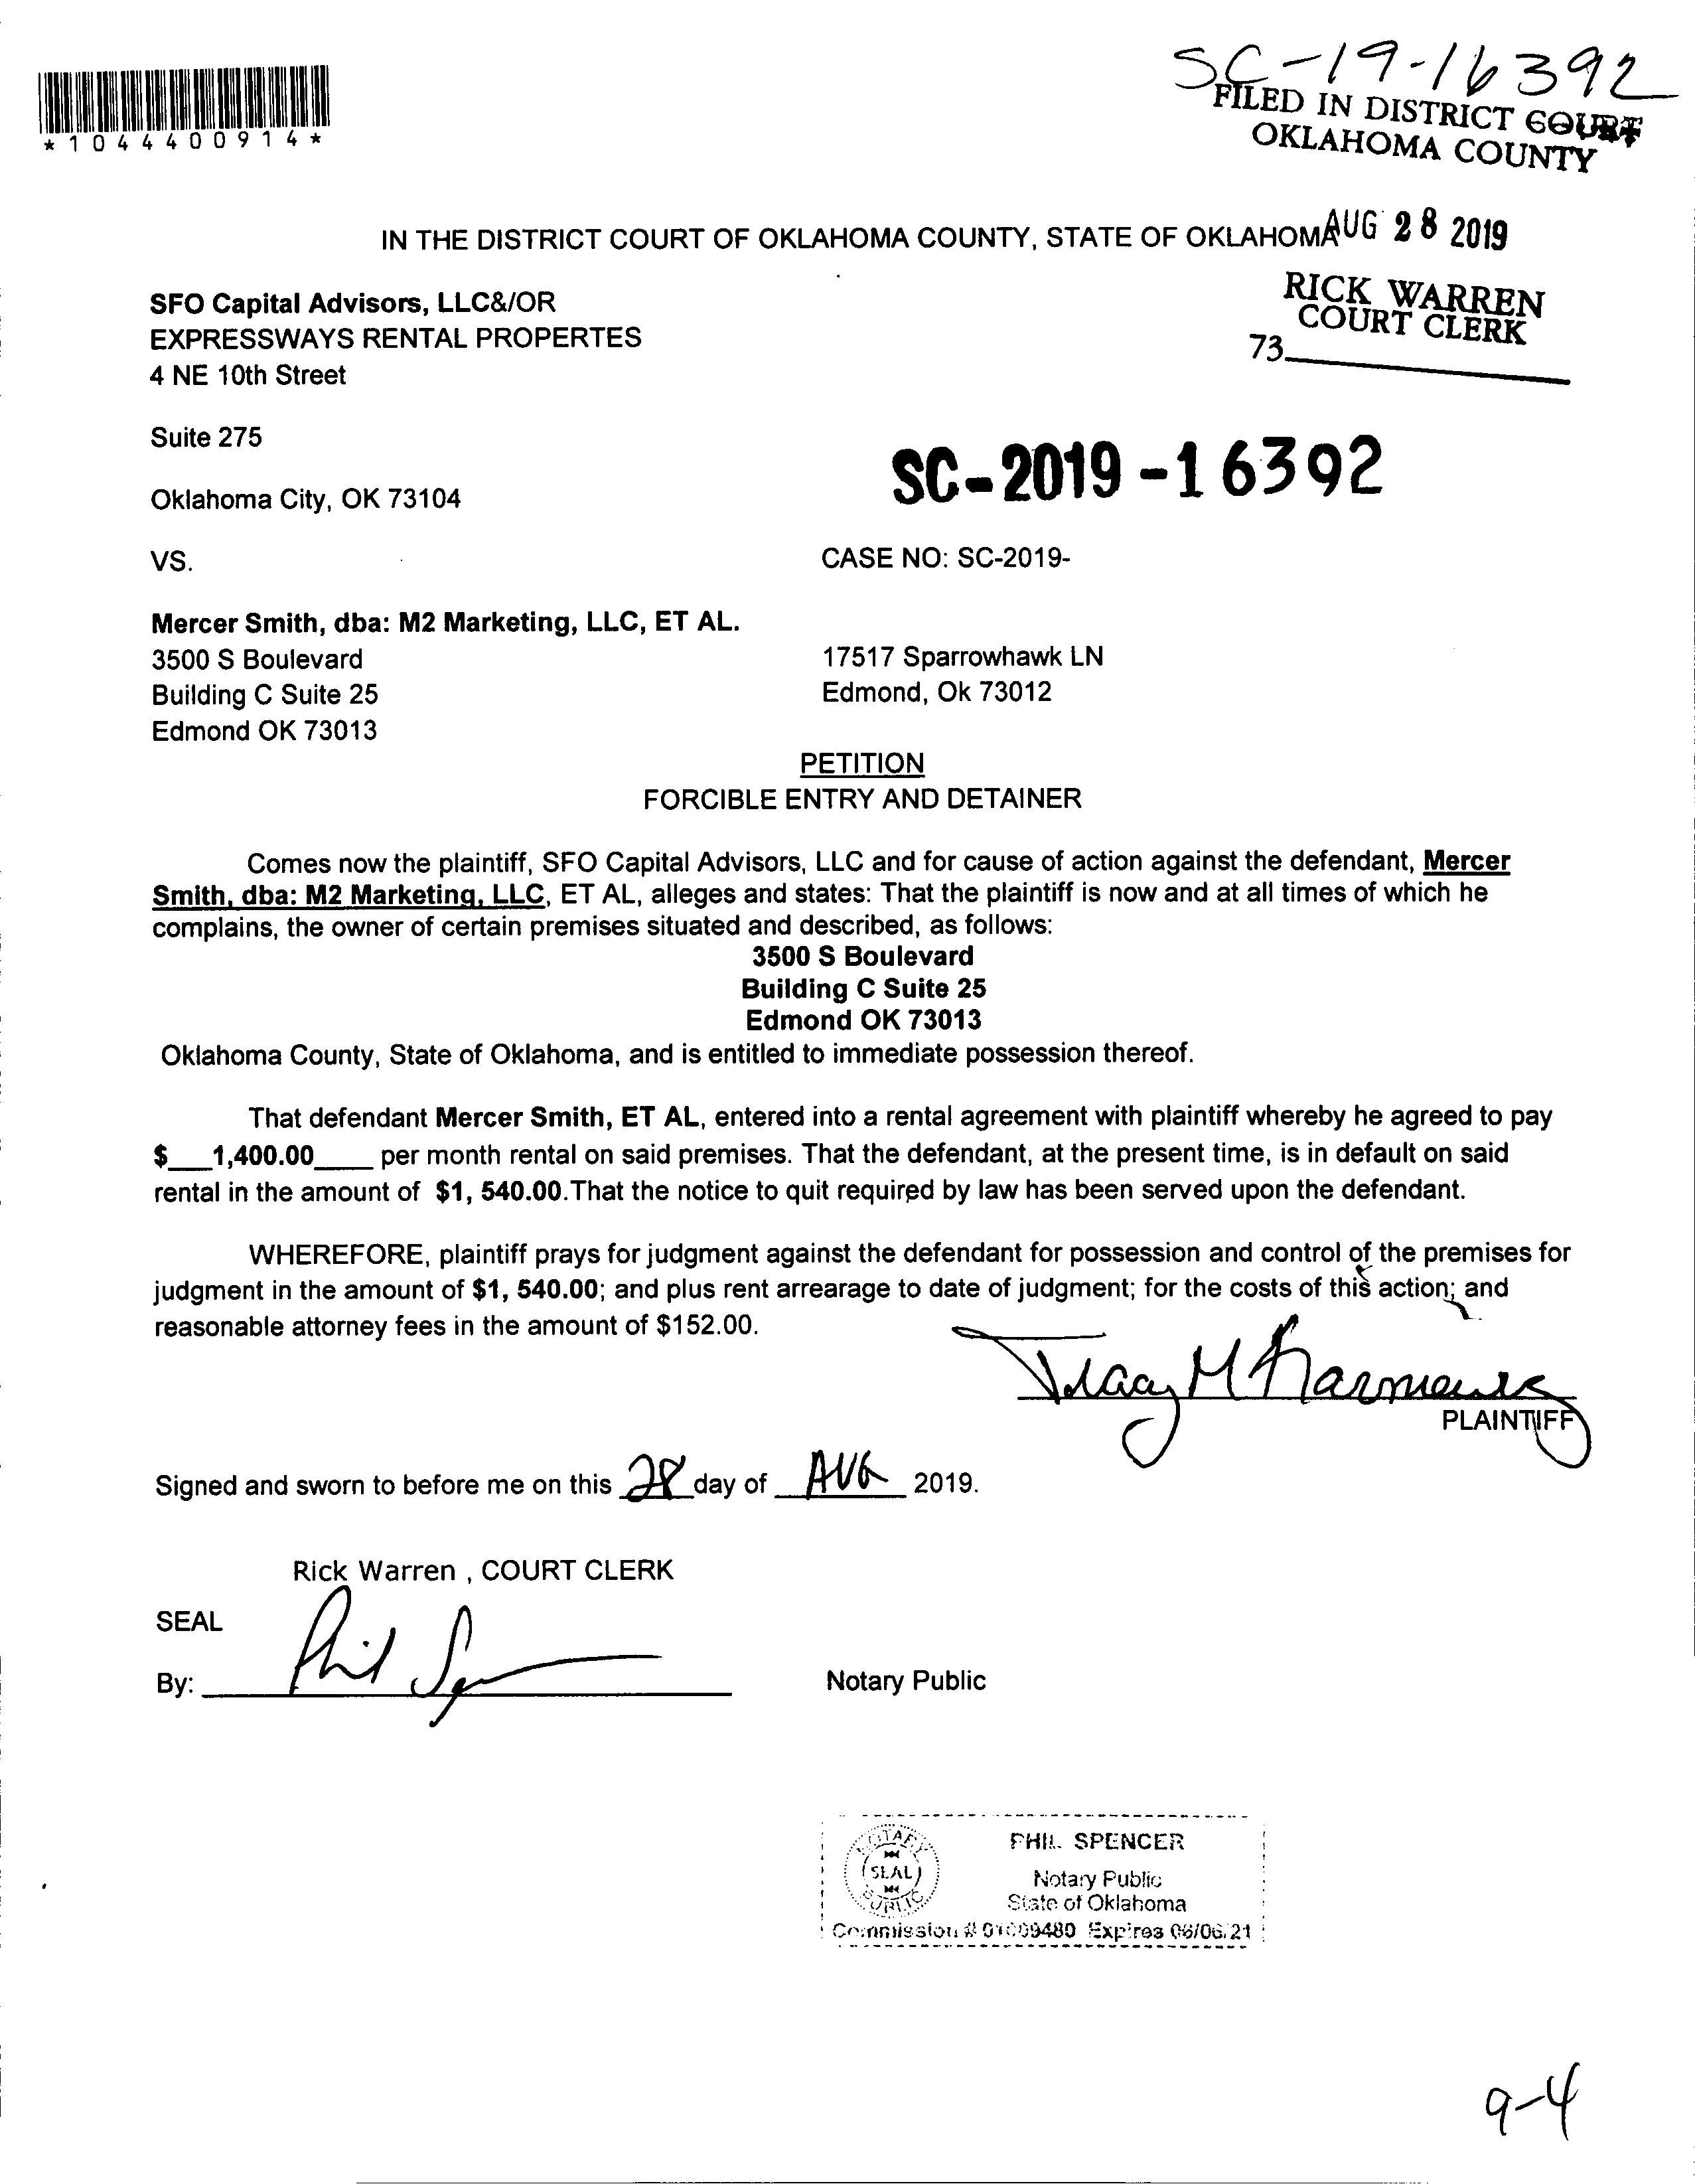 SC-19-16392
*1044400914*
FILED IN DISTRICT COURT
OKLAHOMA COUNTY
IN THE DISTRICT COURT OF OKLAHOMA COUNTY, STATE OF OKLAHOMA
AUG 28 2019
RICK WARREN
COURT CLERK
73
SFO Capital Advisors, LLC&/OR
EXPRESSWAYS RENTAL PROPERTES
4 NE 10th Street
Suite 275
Oklahoma City, OK 73104
SC-2019-16392
VS.
CASE NO: SC-2019-
Mercer Smith, dba: M2 Marketing, LLC, ET AL.
3500 S Boulevard
Building C Suite 25
Edmond OK 73013
17517 Sparrowhawk LN
Edmond, Ok 73012
PETITION
FORCIBLE ENTRY AND DETAINER
Comes now the plaintiff, SFO Capital Advisors, LLC and for cause of action against the defendant, Mercer
Smith, dba: M2 Marketing, LLC, ET AL, alleges and states: That the plaintiff is now and at all times of which he
complains, the owner of certain premises situated and described, as follows:
3500 S Boulevard
Building C Suite 25
Edmond OK 73013
Oklahoma County, State of Oklahoma, and is entitled to immediate possession thereof.
That defendant Mercer Smith, ET AL, entered into a rental agreement with plaintiff whereby he agreed to pay
$___1,400.00____ per month rental on said premises. That the defendant, at the present time, is in default on said
rental in the amount of $1, 540.00.That the notice to quit required by law has been served upon the defendant.
WHEREFORE, plaintiff prays for judgment against the defendant for possession and control of the premises for
judgment in the amount of $1, 540.00; and plus rent arrearage to date of judgment; for the costs of this action; and
reasonable attorney fees in the amount of $152.00.
Tracy M
PLAINTIFF
Signed and sworn to before me on this 28 day of AUG 2019.
Rick Warren , COURT CLERK
SEAL
By: Phil
Notary Public
NOTARY
SEAL
PUBLIC
PHIL SPENCER
Notary Public
State of Oklahoma
Commission # 01009480 Expires 06/06/21
9-4